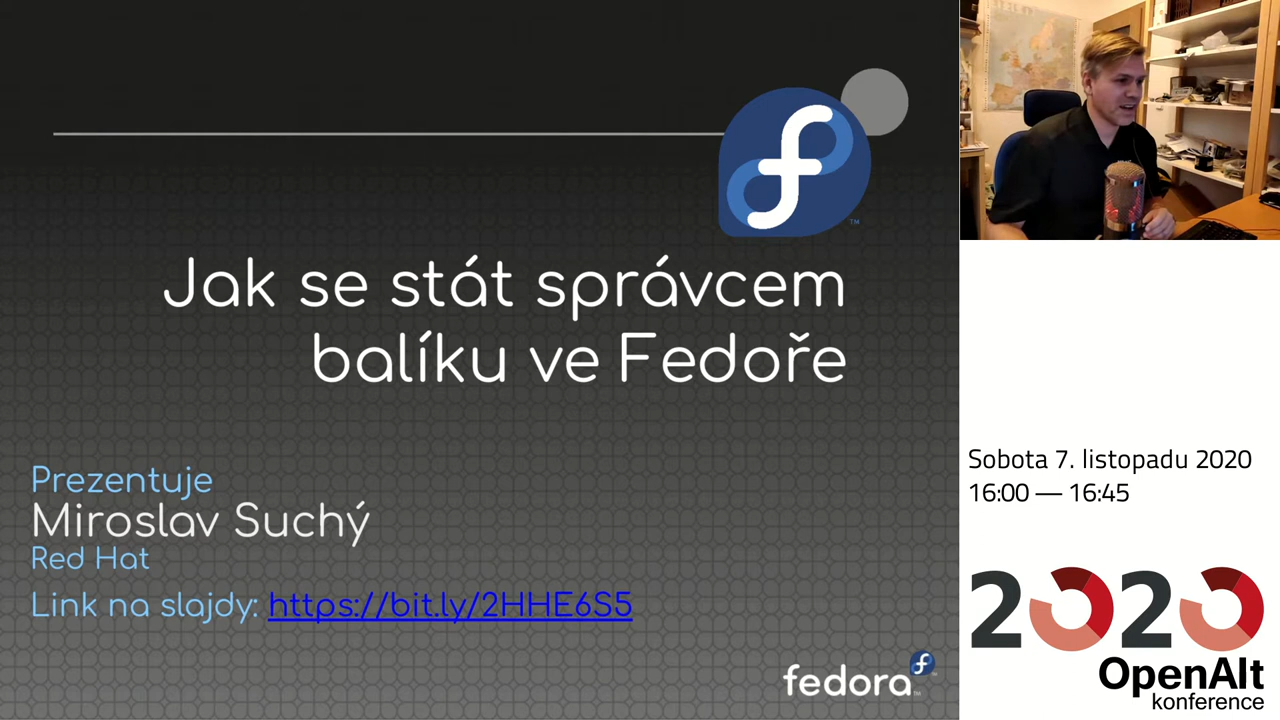 Jak se stát správcem
balíku ve Fedoře
Prezentuje
Miroslav Suchý
Red Hat
Link na slajdy: https://bit.ly/2HHE6S5
fedora
Sobota 7. listopadu 2020
16:00 — 16:45
2020
OpenAlt
konference